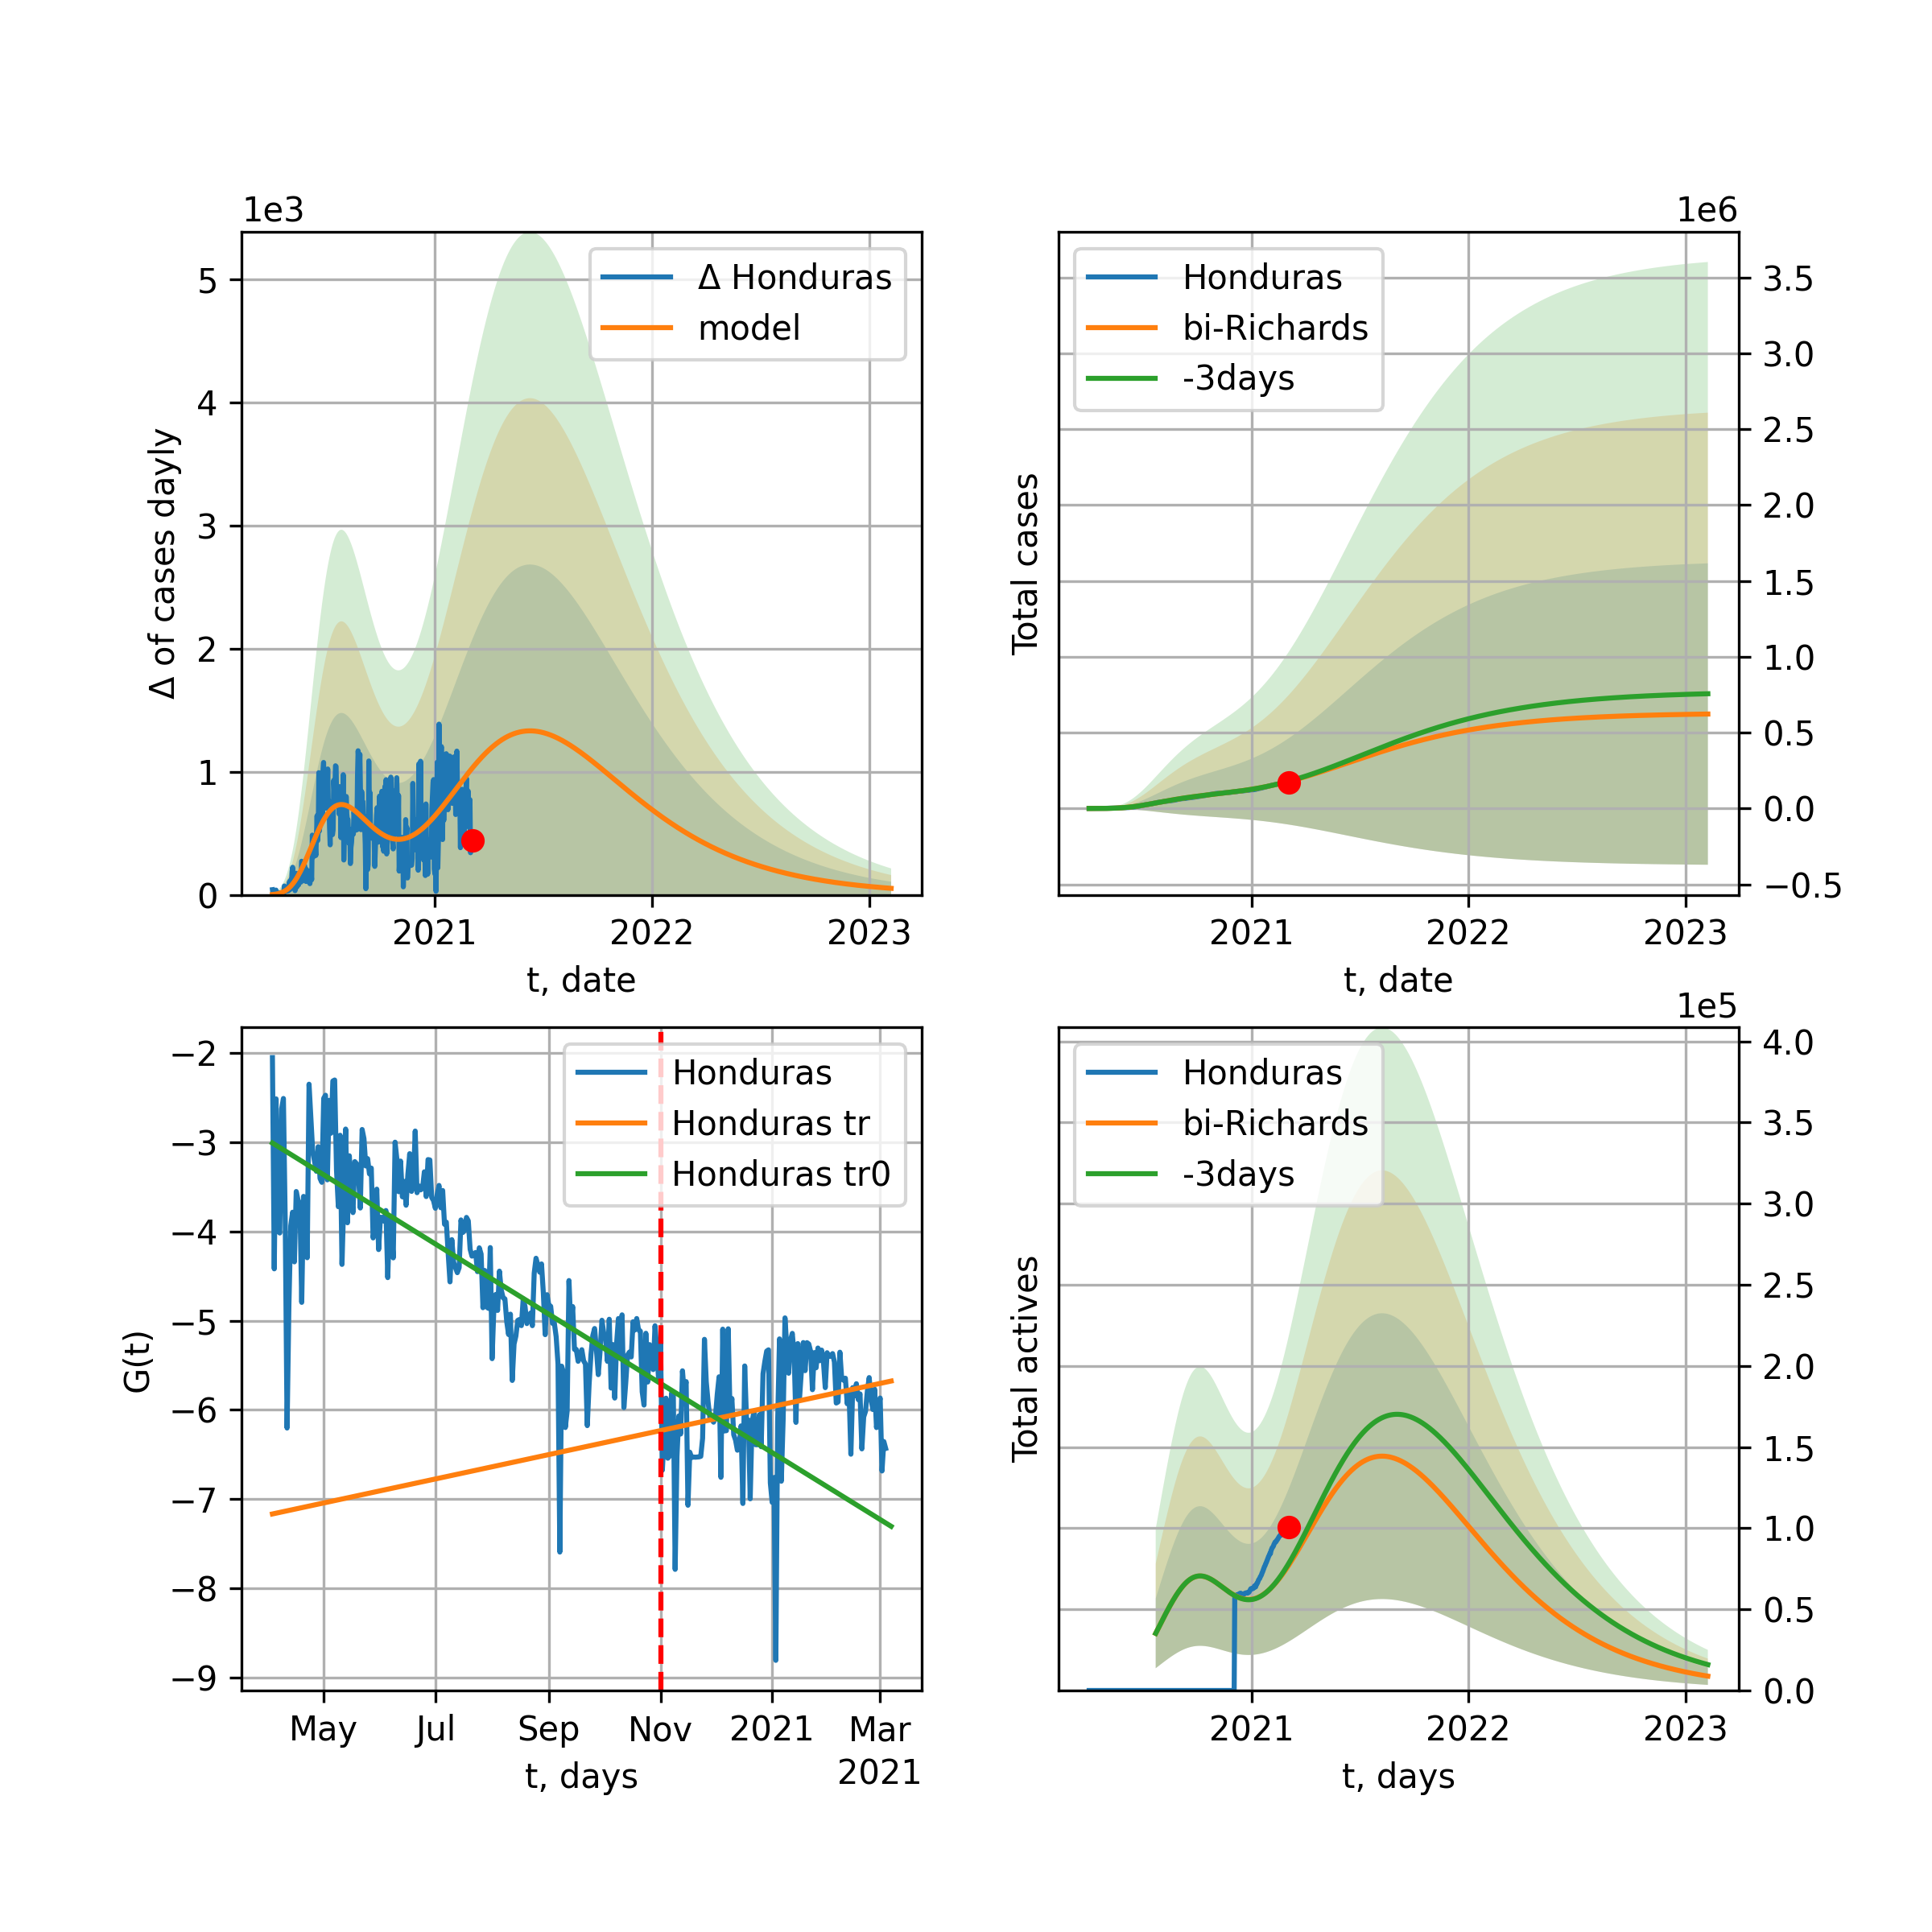 1e3
5
4
3
2
1
0
Δ of cases dayly
Δ Honduras
model
2021 2022 2023
t, date
1e6
Honduras
bi-Richards
-3days
Total cases
3.5
3.0
2.5
2.0
1.5
1.0
0.5
0.0
−0.5
2021 2022 2023
t, date
−2
−3
−4
−5
−6
−7
−8
−9
G(t)
Honduras
Honduras tr
Honduras tr0
May Jul Sep Nov 2021 Mar
2021
t, days
1e5
Honduras
bi-Richards
-3days
Total actives
4.0
3.5
3.0
2.5
2.0
1.5
1.0
0.5
0.0
2021 2022 2023
t, days